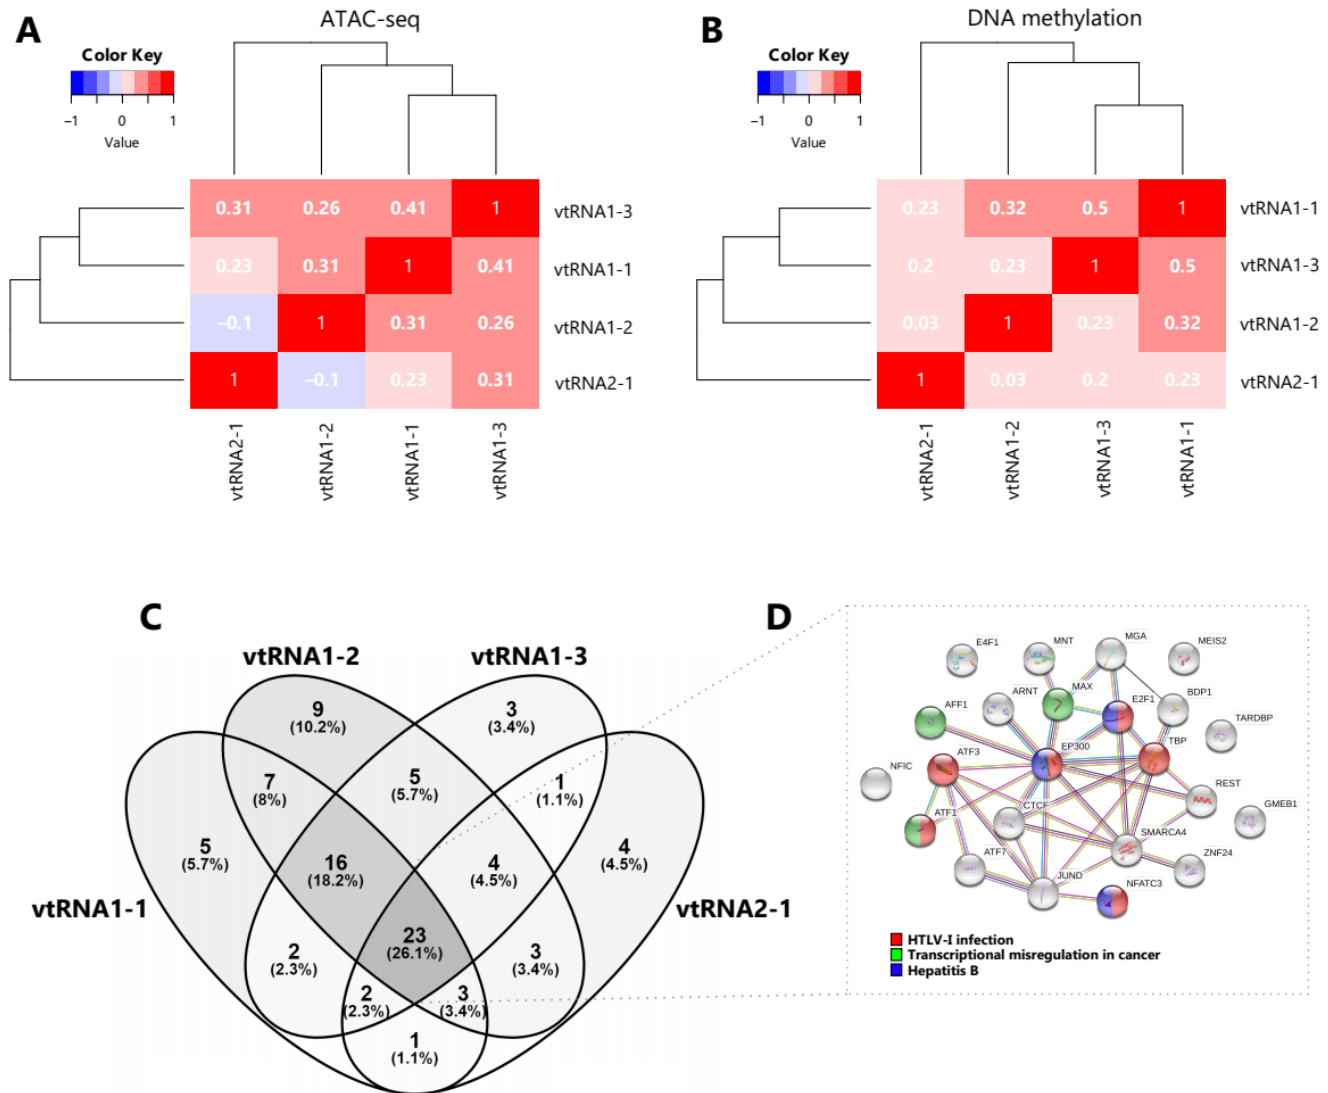 A
ATAC-seq
Color Key
−1 0 1
Value
0.31 0.26 0.41 1 vtRNA1-3
0.23 0.31 1 0.41 vtRNA1-1
−0.1 1 0.31 0.26 vtRNA1-2
1 −0.1 0.23 0.31 vtRNA2-1
vtRNA2-1 vtRNA1-2 vtRNA1-1 vtRNA1-3
B
DNA methylation
Color Key
−1 0 1
Value
0.23 0.32 0.5 1 vtRNA1-1
0.2 0.23 1 0.5 vtRNA1-3
0.03 1 0.23 0.32 vtRNA1-2
1 0.03 0.2 0.23 vtRNA2-1
vtRNA2-1 vtRNA1-2 vtRNA1-3 vtRNA1-1
C
vtRNA1-2 vtRNA1-3
9 3
(10.2%) (3.4%)
7 5 1
(8%) (5.7%) (1.1%)
5 16 4 4
(5.7%) (18.2%) (4.5%) (4.5%)
vtRNA1-1 vtRNA2-1
2 23 3
(2.3%) (26.1%) (3.4%)
2 3
(2.3%) (3.4%)
1
(1.1%)
D
E4F1 MNT MGA MEIS2
ARNT MAX E2F1 BDP1
AFF1 TARDBP
ATF3 EP300 TBP
NFIC REST
ATF1 CTCF GMEB1
SMARCA4
ATF7 JUND ZNF24
NFATC3
HTLV-I infection
Transcriptional misregulation in cancer
Hepatitis B